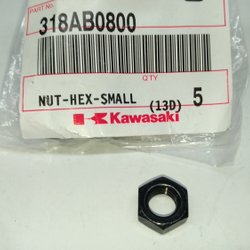 PART NO
318AB0800
QTY
NUT-HEX-SMALL (13D) 5
Kawasaki